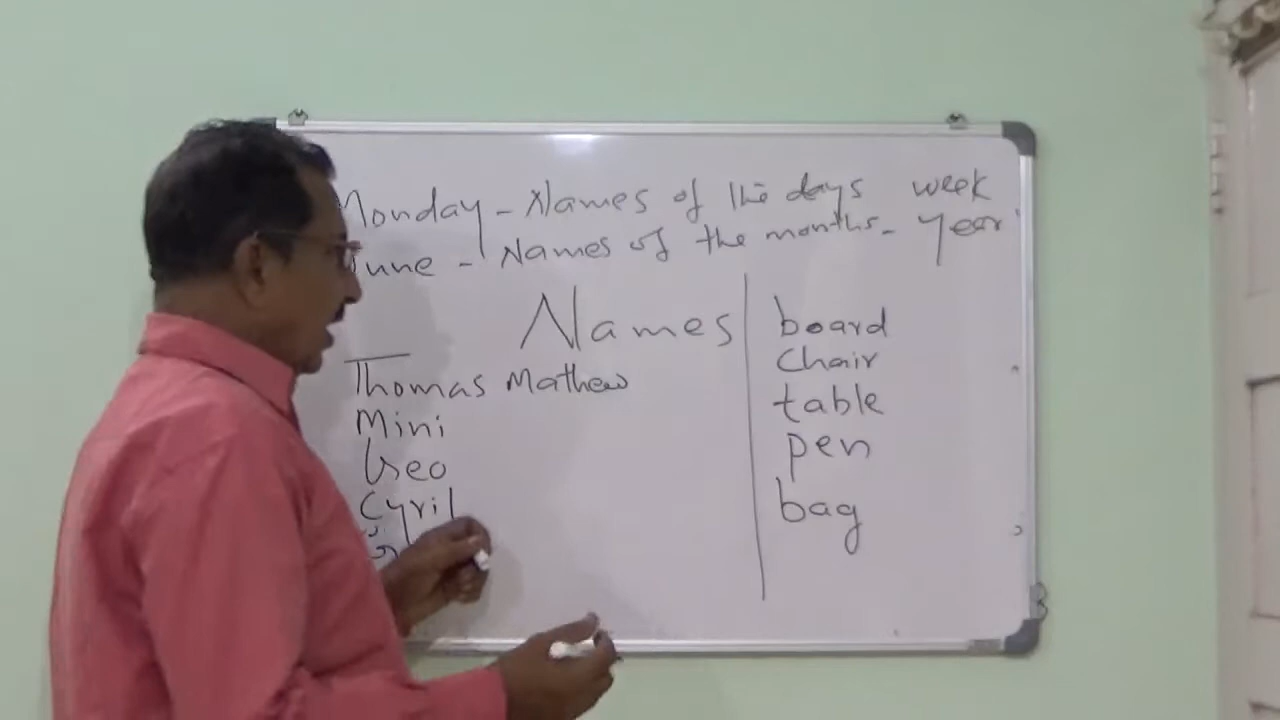 Monday - Names of the days week
June - Names of the months - year
Names
Thomas Mathew
Mini
Geo
Cyril
board
chair
table
pen
bag